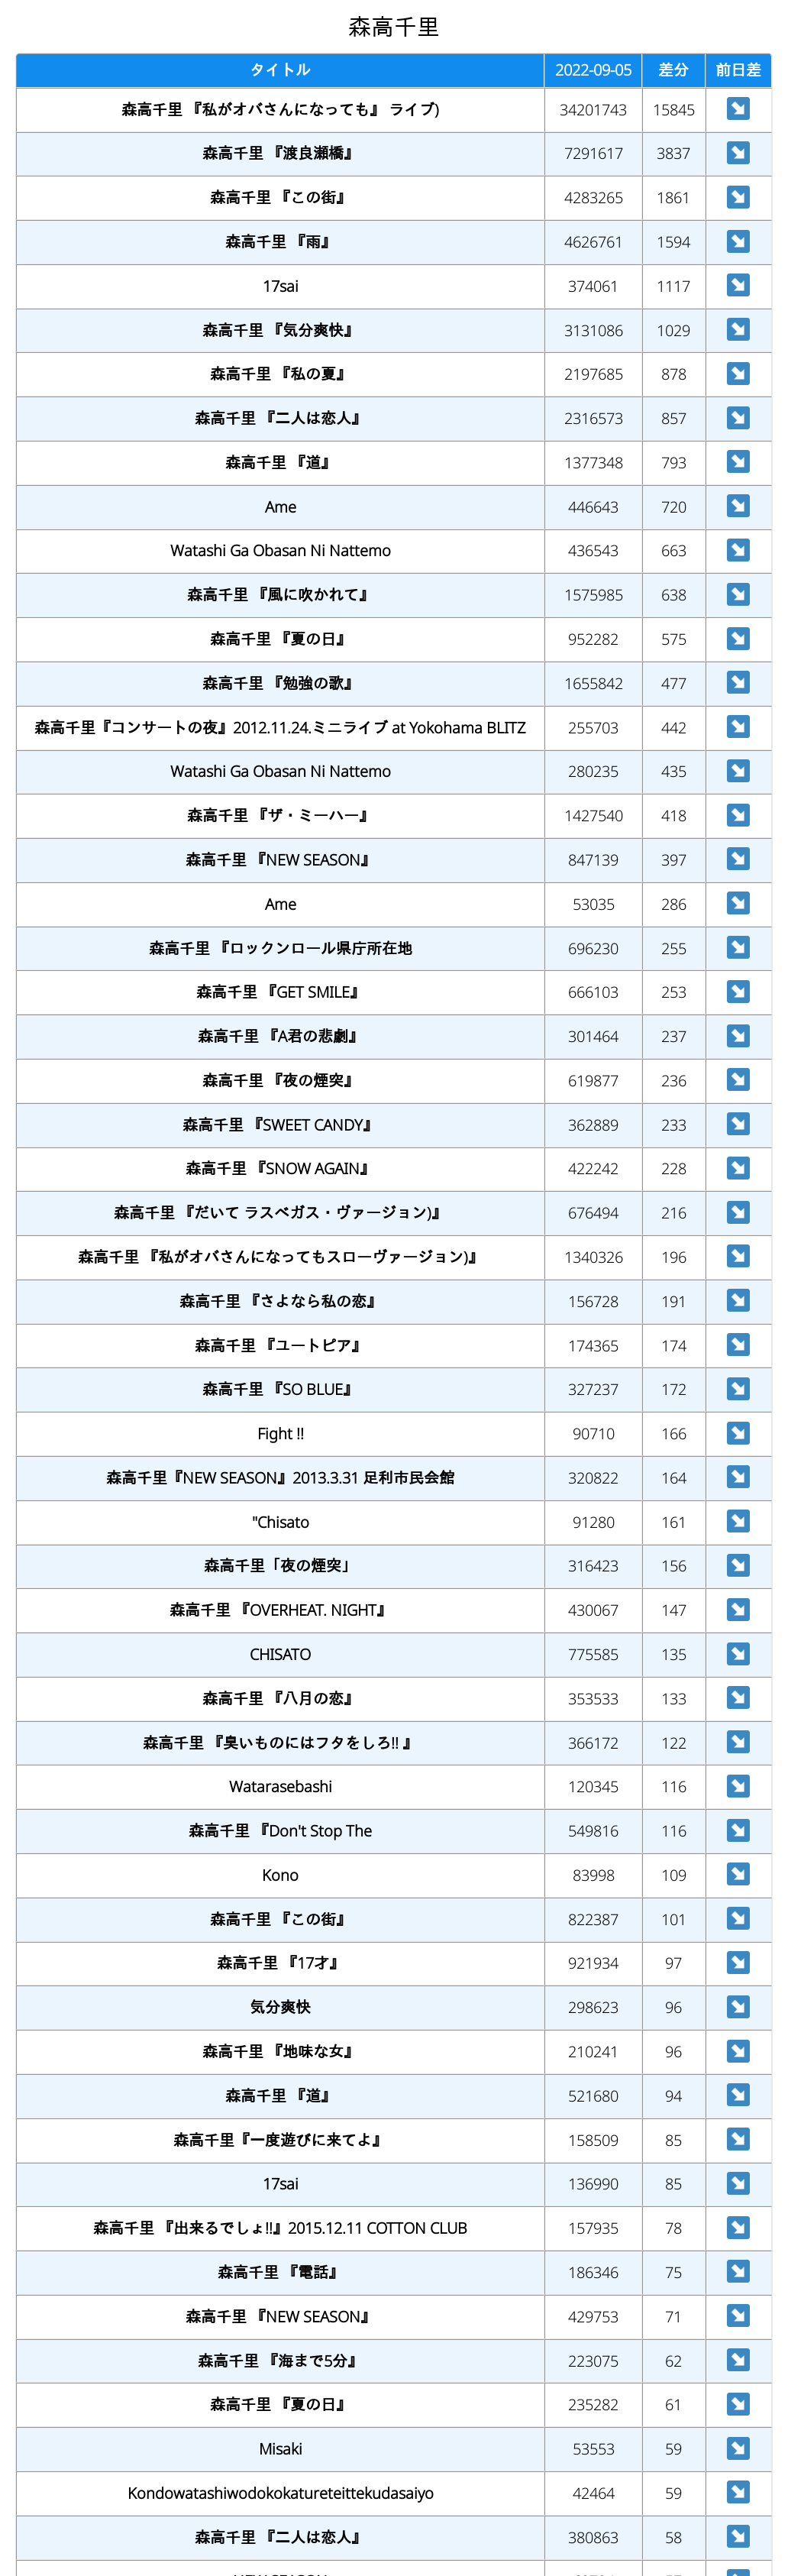 森高千里
タイトル 2022-09-05 差分 前日差
森高千里 『私がオバさんになっても』 ライブ) 34201743 15845
森高千里 『渡良瀬橋』 7291617 3837
森高千里 『この街』 4283265 1861
森高千里 『雨』 4626761 1594
17sai 374061 1117
森高千里 『気分爽快』 3131086 1029
森高千里 『私の夏』 2197685 878
森高千里 『二人は恋人』 2316573 857
森高千里 『道』 1377348 793
Ame 446643 720
Watashi Ga Obasan Ni Nattemo 436543 663
森高千里 『風に吹かれて』 1575985 638
森高千里 『夏の日』 952282 575
森高千里 『勉強の歌』 1655842 477
森高千里『コンサートの夜』2012.11.24.ミニライブ at Yokohama BLITZ 255703 442
Watashi Ga Obasan Ni Nattemo 280235 435
森高千里 『ザ・ミーハー』 1427540 418
森高千里 『NEW SEASON』 847139 397
Ame 53035 286
森高千里 『ロックンロール県庁所在地 696230 255
森高千里 『GET SMILE』 666103 253
森高千里 『A君の悲劇』 301464 237
森高千里 『夜の煙突』 619877 236
森高千里 『SWEET CANDY』 362889 233
森高千里 『SNOW AGAIN』 422242 228
森高千里 『だいて ラスベガス・ヴァージョン)』 676494 216
森高千里 『私がオバさんになってもスローヴァージョン)』 1340326 196
森高千里 『さよなら私の恋』 156728 191
森高千里 『ユートピア』 174365 174
森高千里 『SO BLUE』 327237 172
Fight !! 90710 166
森高千里『NEW SEASON』2013.3.31 足利市民会館 320822 164
"Chisato 91280 161
森高千里「夜の煙突」 316423 156
森高千里 『OVERHEAT. NIGHT』 430067 147
CHISATO 775585 135
森高千里 『八月の恋』 353533 133
森高千里 『臭いものにはフタをしろ!! 』 366172 122
Watarasebashi 120345 116
森高千里 『Don't Stop The 549816 116
Kono 83998 109
森高千里 『この街』 822387 101
森高千里 『17才』 921934 97
気分爽快 298623 96
森高千里 『地味な女』 210241 96
森高千里 『道』 521680 94
森高千里『一度遊びに来てよ』 158509 85
17sai 136990 85
森高千里 『出来るでしょ!!』2015.12.11 COTTON CLUB 157935 78
森高千里 『電話』 186346 75
森高千里 『NEW SEASON』 429753 71
森高千里 『海まで5分』 223075 62
森高千里 『夏の日』 235282 61
Misaki 53553 59
Kondowatashiwodokokatureteittekudasaiyo 42464 59
森高千里 『二人は恋人』 380863 58